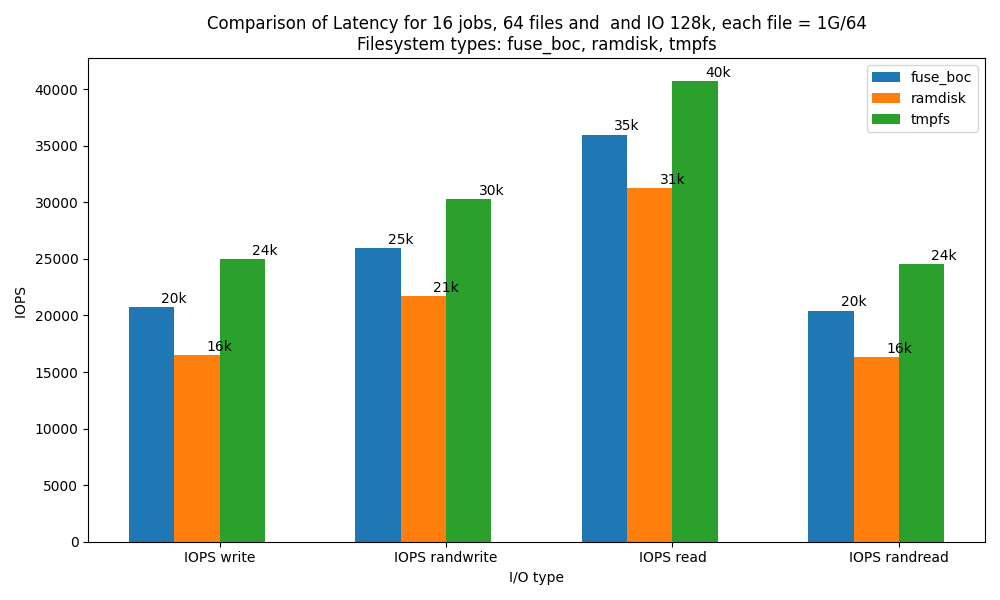 Comparison of Latency for 16 jobs, 64 files and  and IO 128k, each file = 1G/64
Filesystem types: fuse_boc, ramdisk, tmpfs
fuse_boc
ramdisk
tmpfs
IOPS
40000
35000
30000
25000
20000
15000
10000
5000
0
20k
16k
24k
25k
21k
30k
35k
31k
40k
20k
16k
24k
IOPS write
IOPS randwrite
IOPS read
IOPS randread
I/O type